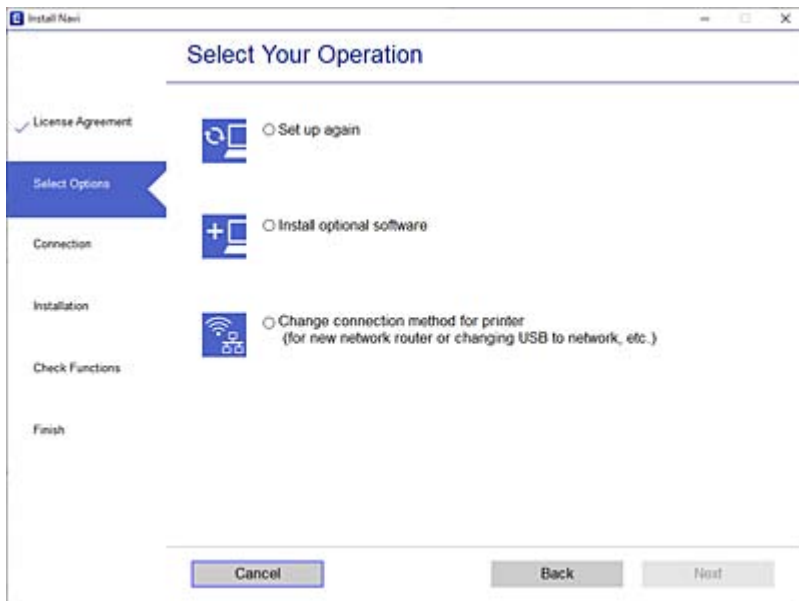 Install Navi
Select Your Operation
License Agreement
Select Options
Connection
Installation
Check Functions
Finish
Set up again
Install optional software
Change connection method for printer
(for new network router or changing USB to network, etc.)
Cancel
Back
Next